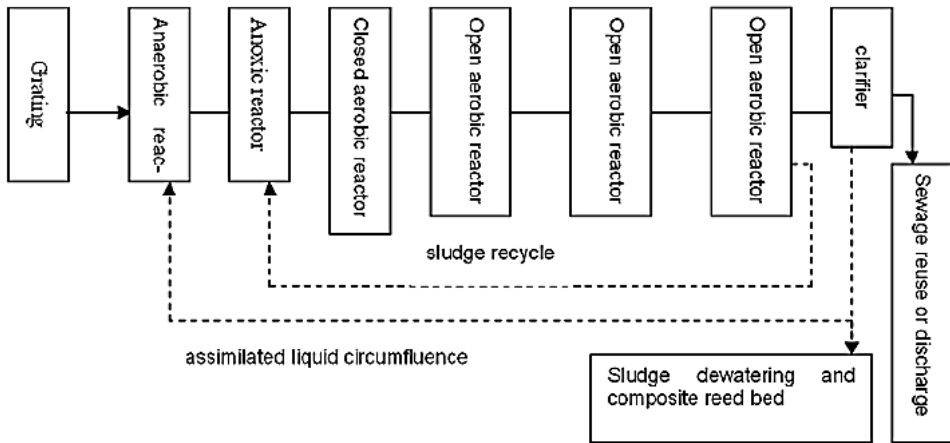 Grating
Anaerobic reac-
Anoxic reactor
Closed aerobic reactor
Open aerobic reactor
Open aerobic reactor
Open aerobic reactor
clarifier
Sewage reuse or discharge
sludge recycle
assimilated liquid circumfluence
Sludge dewatering and
composite reed bed